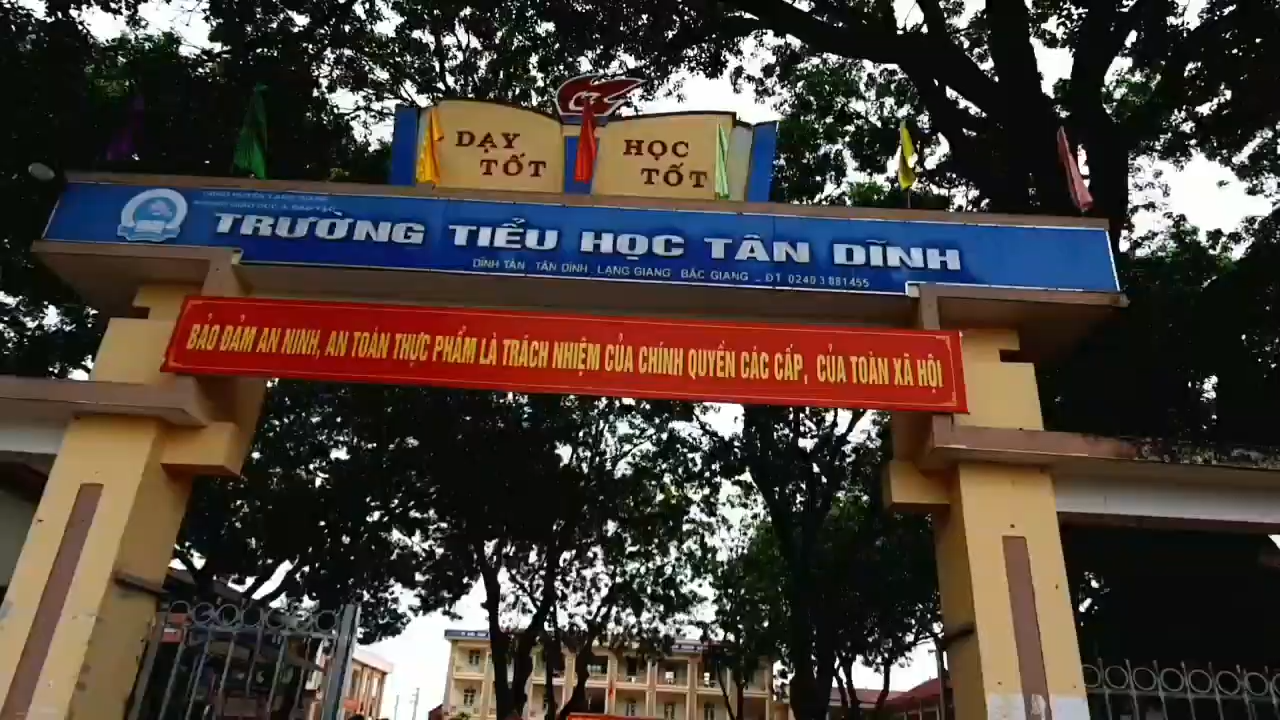 DẠY
TỐT
HỌC
TỐT
TRƯỜNG TIỂU HỌC TÂN DĨNH
DĨNH TÂN TÂN DĨNH . LẠNG GIANG BẮC GIANG _ ĐT 0240 3 881455
BẢO ĐẢM AN NINH, AN TOÀN THỰC PHẨM LÀ TRÁCH NHIỆM CỦA CHÍNH QUYỀN CÁC CẤP, CỦA TOÀN XÃ HỘI